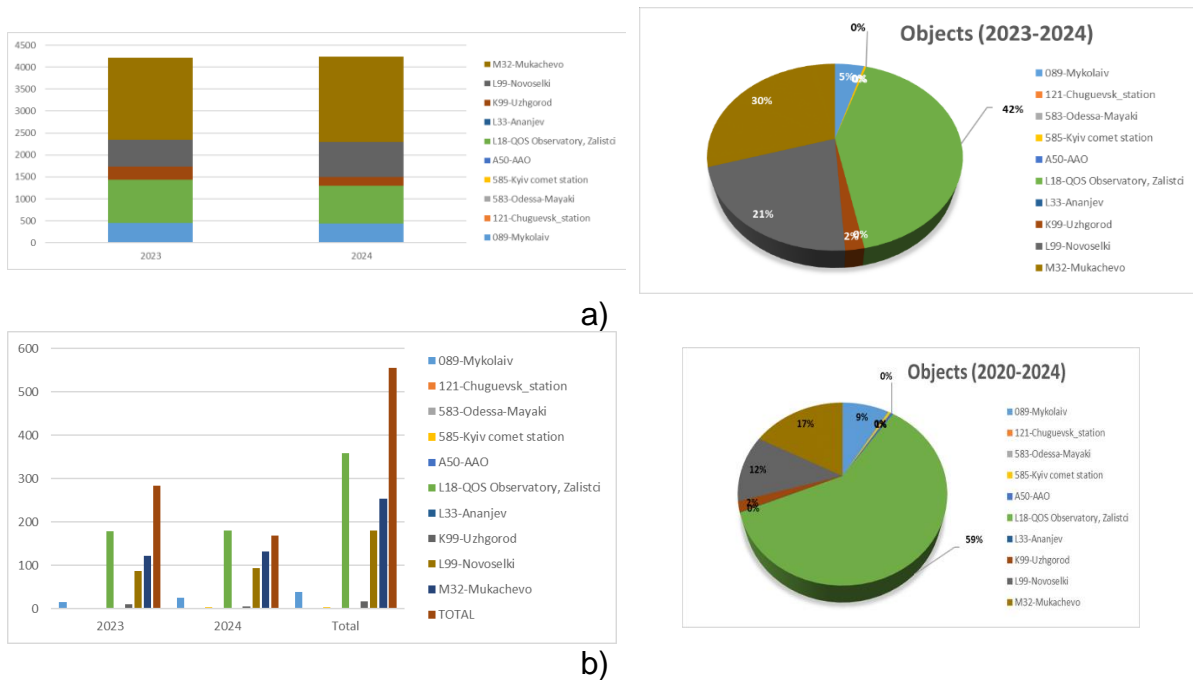 4500
4000
3500
3000
2500
2000
1500
1000
500
0
2023
2024
M32-Mukachevo
L99-Novoselki
K99-Uzhgorod
L33-Ananjev
L18-QOS Observatory, Zalistci
A50-AAO
585-Kyiv comet station
583-Odessa-Mayaki
121-Chuguevsk_station
089-Mykolaiv
Objects (2023-2024)
0%
5%
42%
30%
21%
2%
0%
089-Mykolaiv
121-Chuguevsk_station
583-Odessa-Mayaki
585-Kyiv comet station
A50-AAO
L18-QOS Observatory, Zalistci
L33-Ananjev
K99-Uzhgorod
L99-Novoselki
M32-Mukachevo
a)
600
500
400
300
200
100
0
2023
2024
Total
089-Mykolaiv
121-Chuguevsk_station
583-Odessa-Mayaki
585-Kyiv comet station
A50-AAO
L18-QOS Observatory, Zalistci
L33-Ananjev
K99-Uzhgorod
L99-Novoselki
M32-Mukachevo
TOTAL
Objects (2020-2024)
0%
9%
17%
12%
2%
0%
59%
089-Mykolaiv
121-Chuguevsk_station
583-Odessa-Mayaki
585-Kyiv comet station
A50-AAO
L18-QOS Observatory, Zalistci
L33-Ananjev
K99-Uzhgorod
L99-Novoselki
M32-Mukachevo
b)